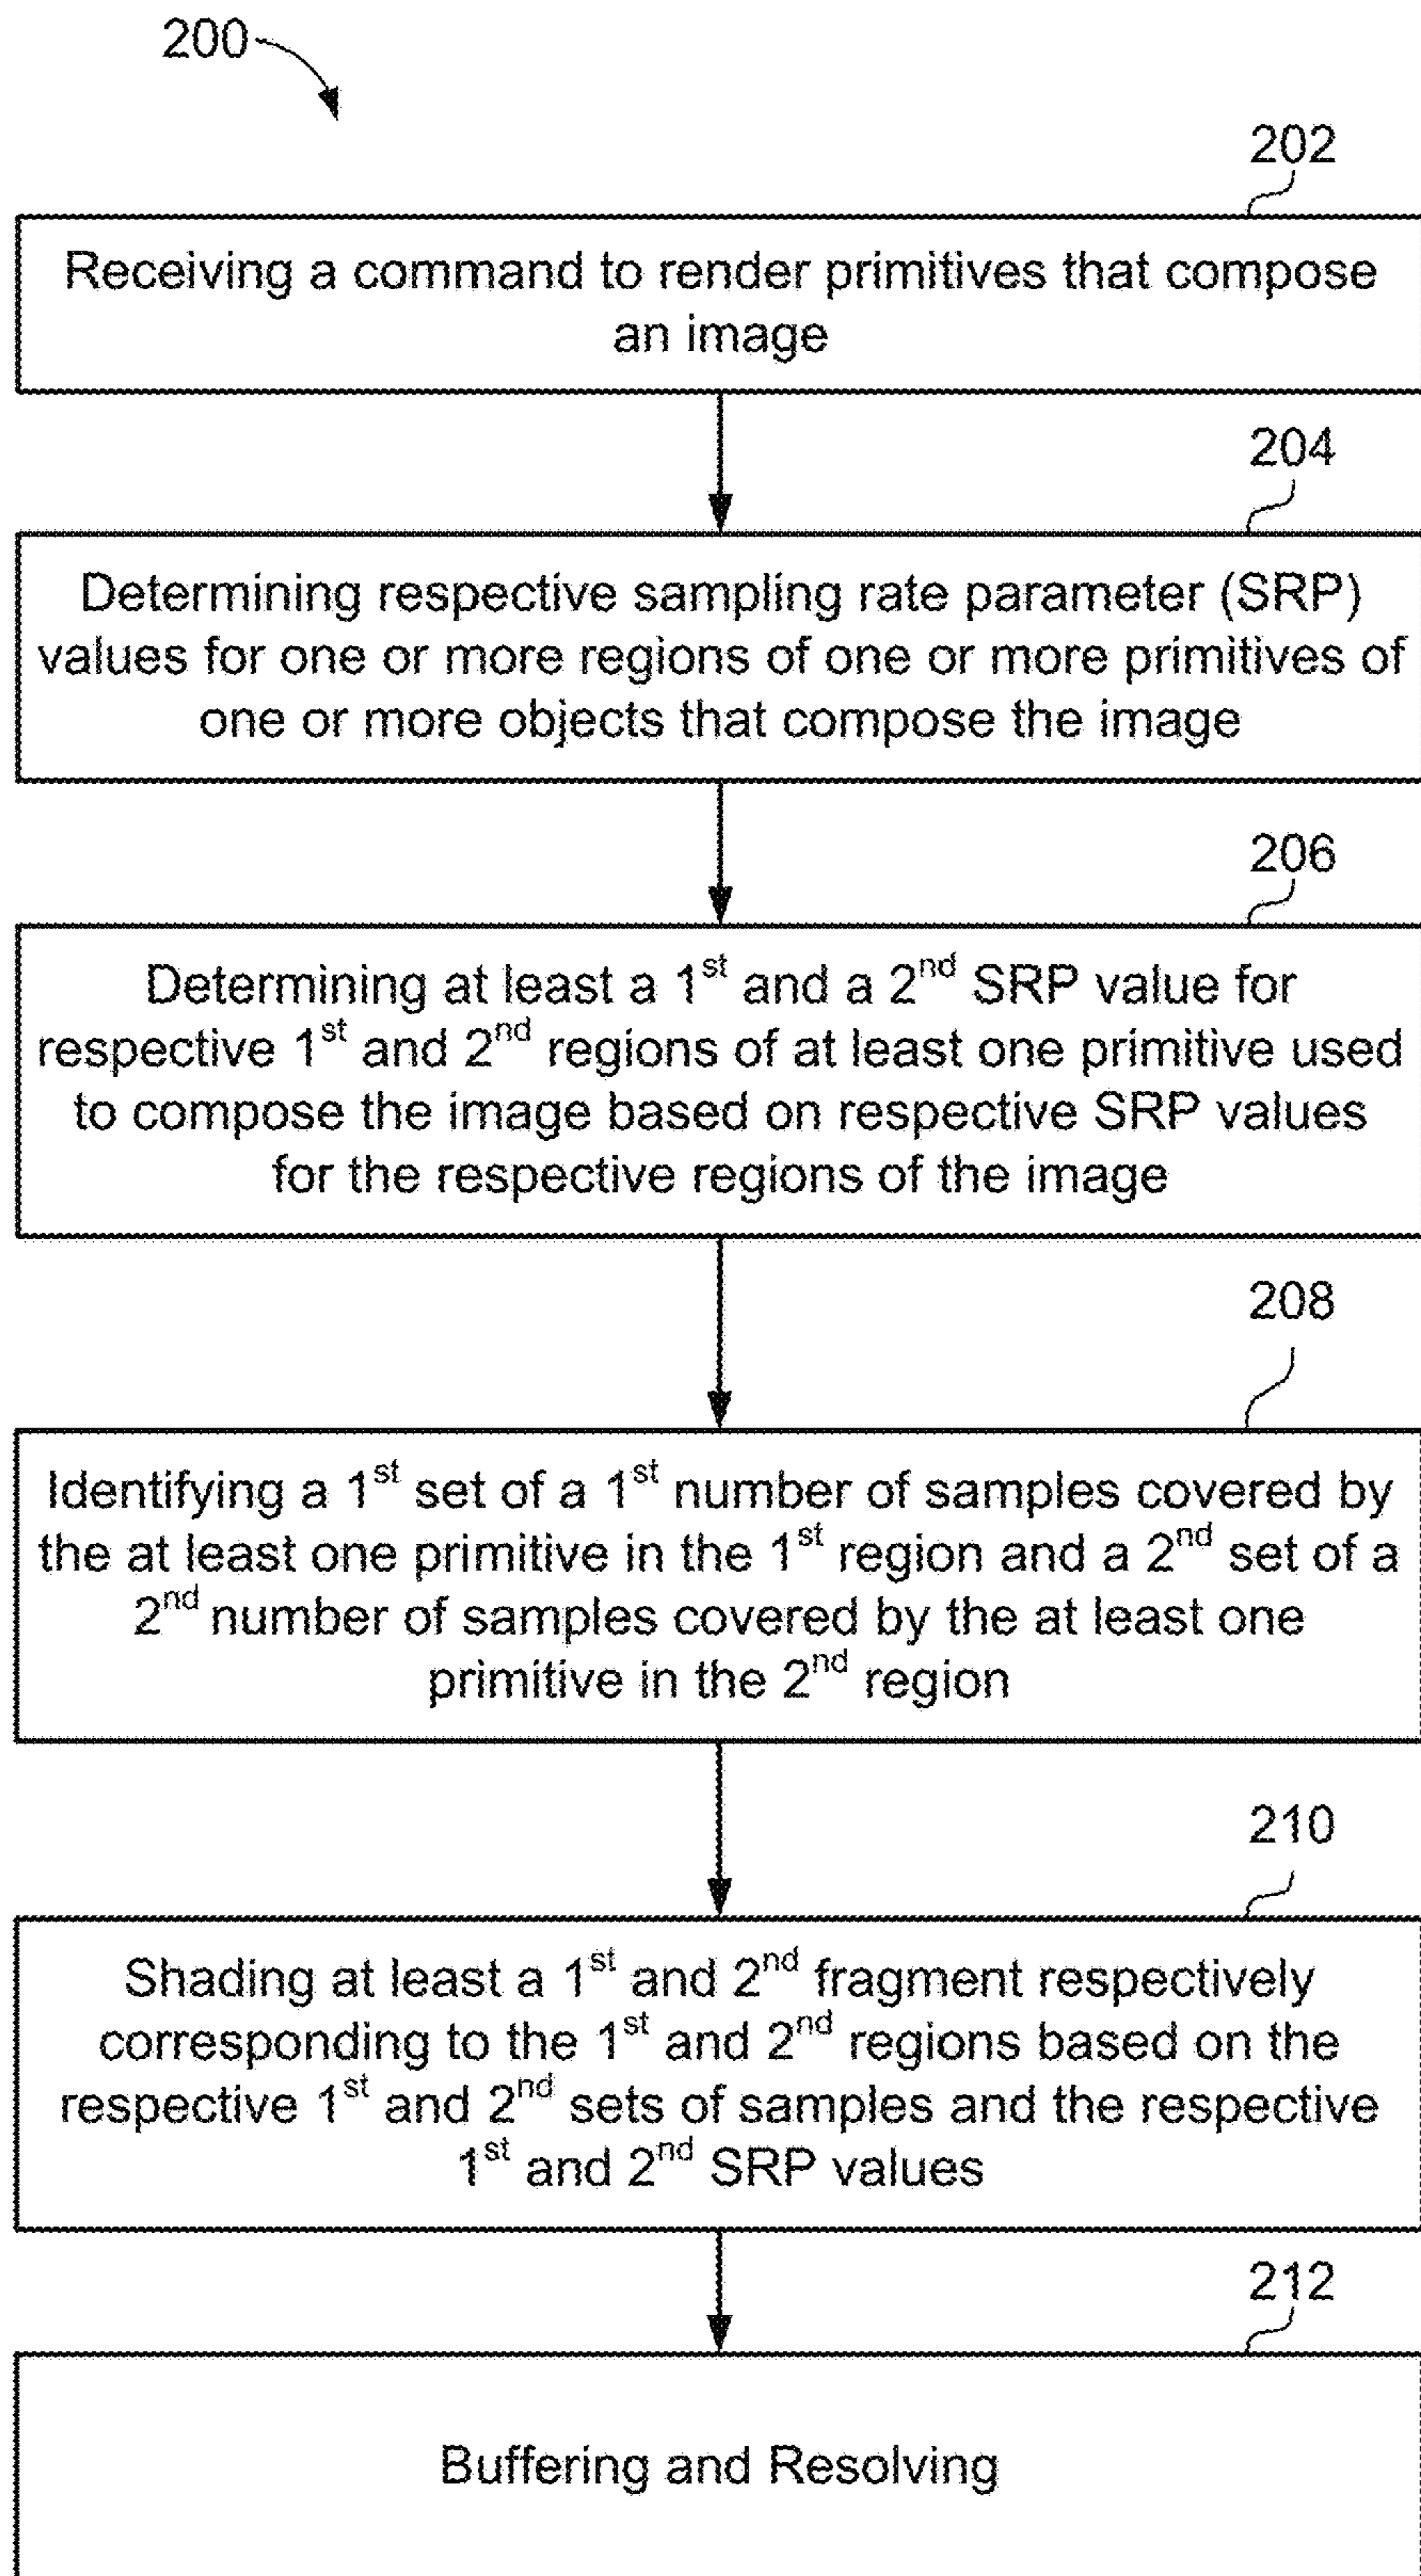 200
202
Receiving a command to render primitives that compose
an image
204
Determining respective sampling rate parameter (SRP)
values for one or more regions of one or more primitives of
one or more objects that compose the image
206
Determining at least a 1st and a 2nd SRP value for
respective 1st and 2nd regions of at least one primitive used
to compose the image based on respective SRP values
for the respective regions of the image
208
Identifying a 1st set of a 1st number of samples covered by
the at least one primitive in the 1st region and a 2nd set of a
2nd number of samples covered by the at least one
primitive in the 2nd region
210
Shading at least a 1st and 2nd fragment respectively
corresponding to the 1st and 2nd regions based on the
respective 1st and 2nd sets of samples and the respective
1st and 2nd SRP values
212
Buffering and Resolving